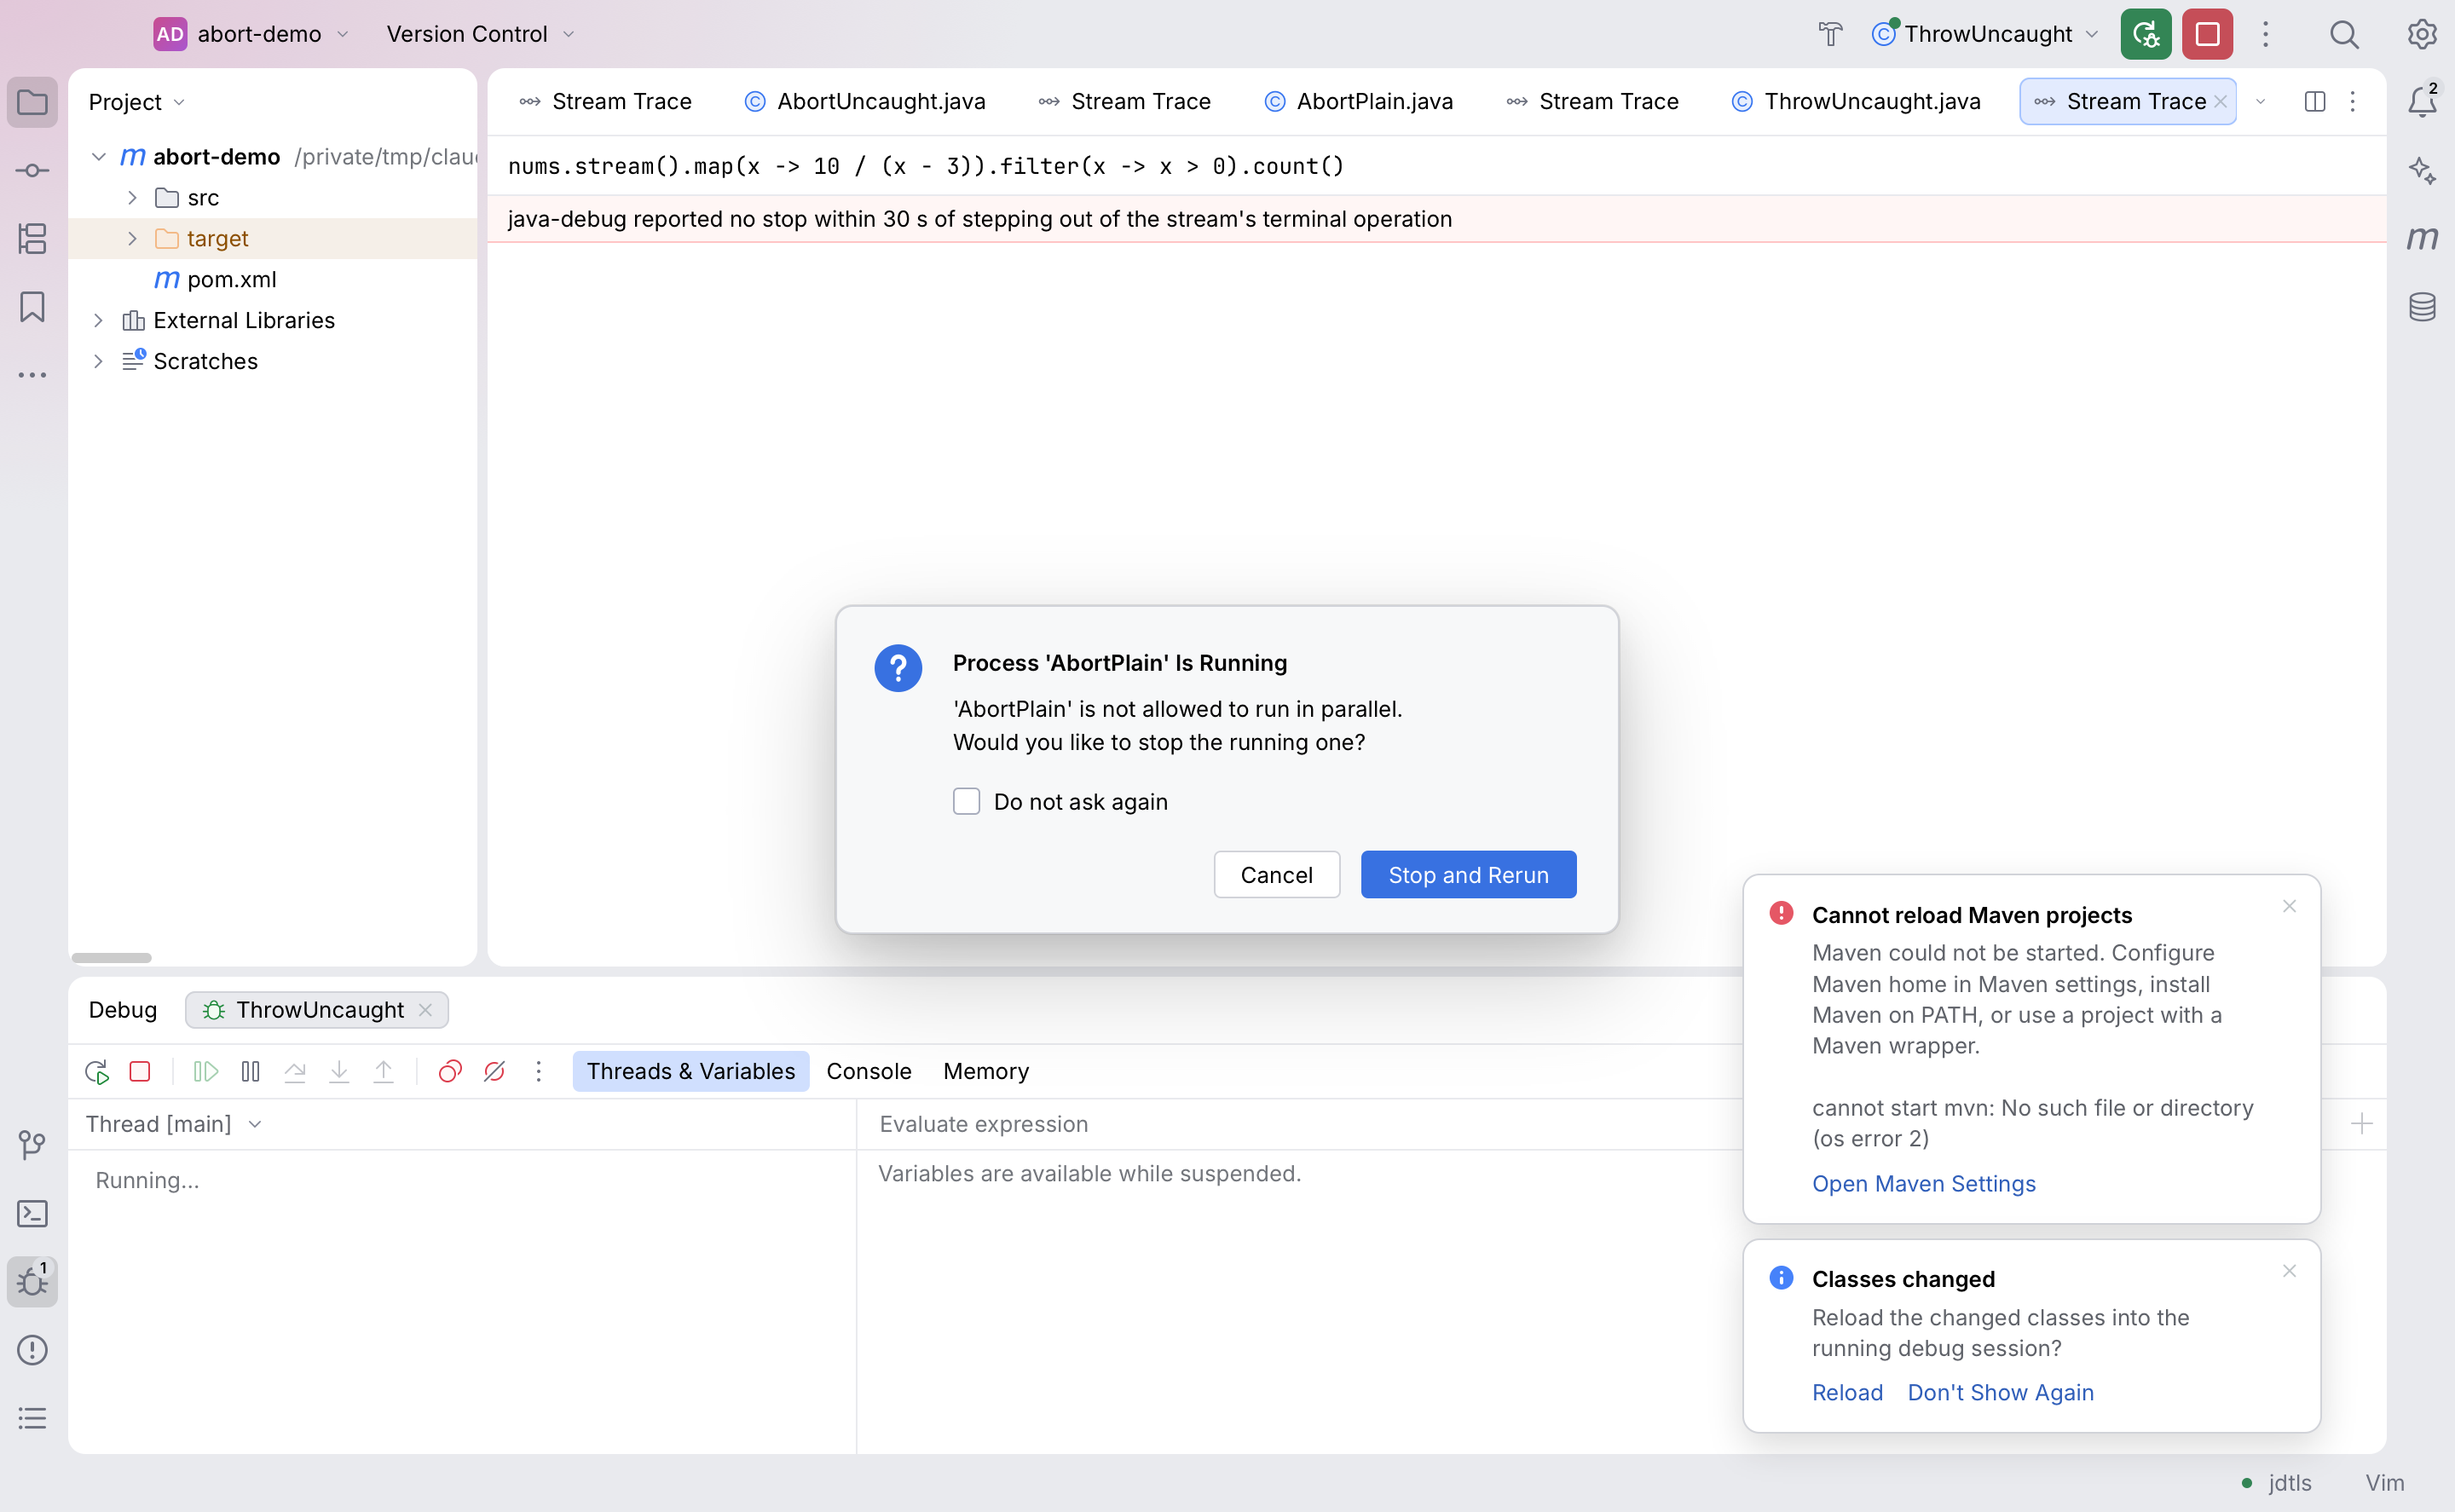 AD abort-demo Version Control ThrowUncaught
Project
abort-demo /private/tmp/clau
src
target
m pom.xml
External Libraries
Scratches
Stream Trace AbortUncaught.java Stream Trace AbortPlain.java Stream Trace ThrowUncaught.java Stream Trace
nums.stream().map(x -> 10 / (x - 3)).filter(x -> x > 0).count()
java-debug reported no stop within 30 s of stepping out of the stream's terminal operation
2
m
Process 'AbortPlain' Is Running
'AbortPlain' is not allowed to run in parallel.
Would you like to stop the running one?
Do not ask again
Cancel Stop and Rerun
Debug ThrowUncaught
Threads & Variables Console Memory
Thread [main] Evaluate expression
Running... Variables are available while suspended.
Cannot reload Maven projects
Maven could not be started. Configure
Maven home in Maven settings, install
Maven on PATH, or use a project with a
Maven wrapper.
cannot start mvn: No such file or directory
(os error 2)
Open Maven Settings
Classes changed
Reload the changed classes into the
running debug session?
Reload Don't Show Again
1
jdtls Vim